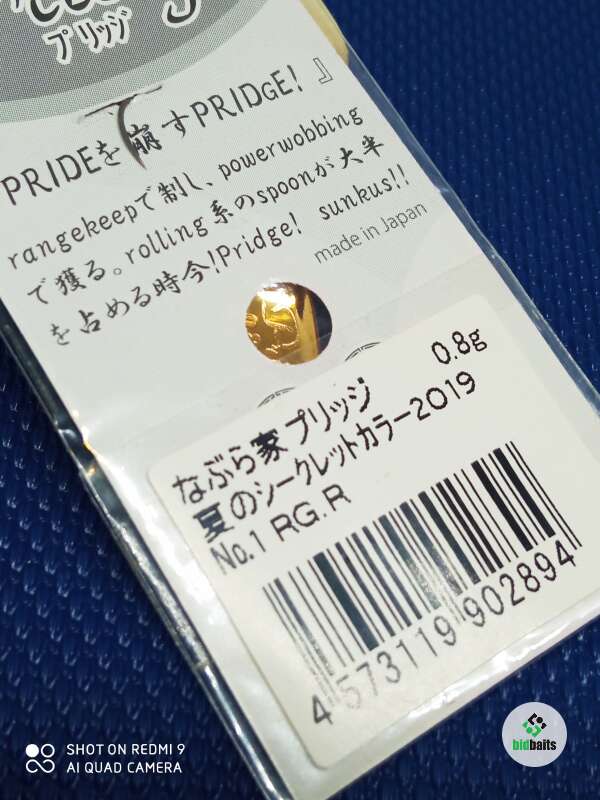 プリッジ
PRIDEを崩すPRIDGE!』
rangekeepで制し、powerwobbing
で獲る。rolling系のspoonが大半
を占める時今!Pridge! sunkus!!
made in Japan
0.8g
なぶら家プリッジ
夏のシークレットカラー2019
No.1 RG.R
4 573119 902894
SHOT ON REDMI 9
AI QUAD CAMERA
bidbaits